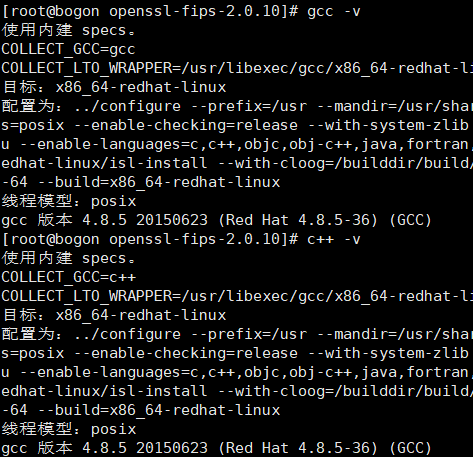 [root@bogon openssl-fips-2.0.10]# gcc -v
使用内建 specs。
COLLECT_GCC=gcc
COLLECT_LTO_WRAPPER=/usr/libexec/gcc/x86_64-redhat-li
目标：x86_64-redhat-linux
配置为：../configure --prefix=/usr --mandir=/usr/shar
s=posix --enable-checking=release --with-system-zlib
u --enable-languages=c,c++,objc,obj-c++,java,fortran,
edhat-linux/isl-install --with-cloog=/builddir/build/
-64 --build=x86_64-redhat-linux
线程模型：posix
gcc 版本 4.8.5 20150623 (Red Hat 4.8.5-36) (GCC)
[root@bogon openssl-fips-2.0.10]# c++ -v
使用内建 specs。
COLLECT_GCC=c++
COLLECT_LTO_WRAPPER=/usr/libexec/gcc/x86_64-redhat-li
目标：x86_64-redhat-linux
配置为：../configure --prefix=/usr --mandir=/usr/shar
s=posix --enable-checking=release --with-system-zlib
u --enable-languages=c,c++,objc,obj-c++,java,fortran,
edhat-linux/isl-install --with-cloog=/builddir/build/
-64 --build=x86_64-redhat-linux
线程模型：posix
gcc 版本 4.8.5 20150623 (Red Hat 4.8.5-36) (GCC)